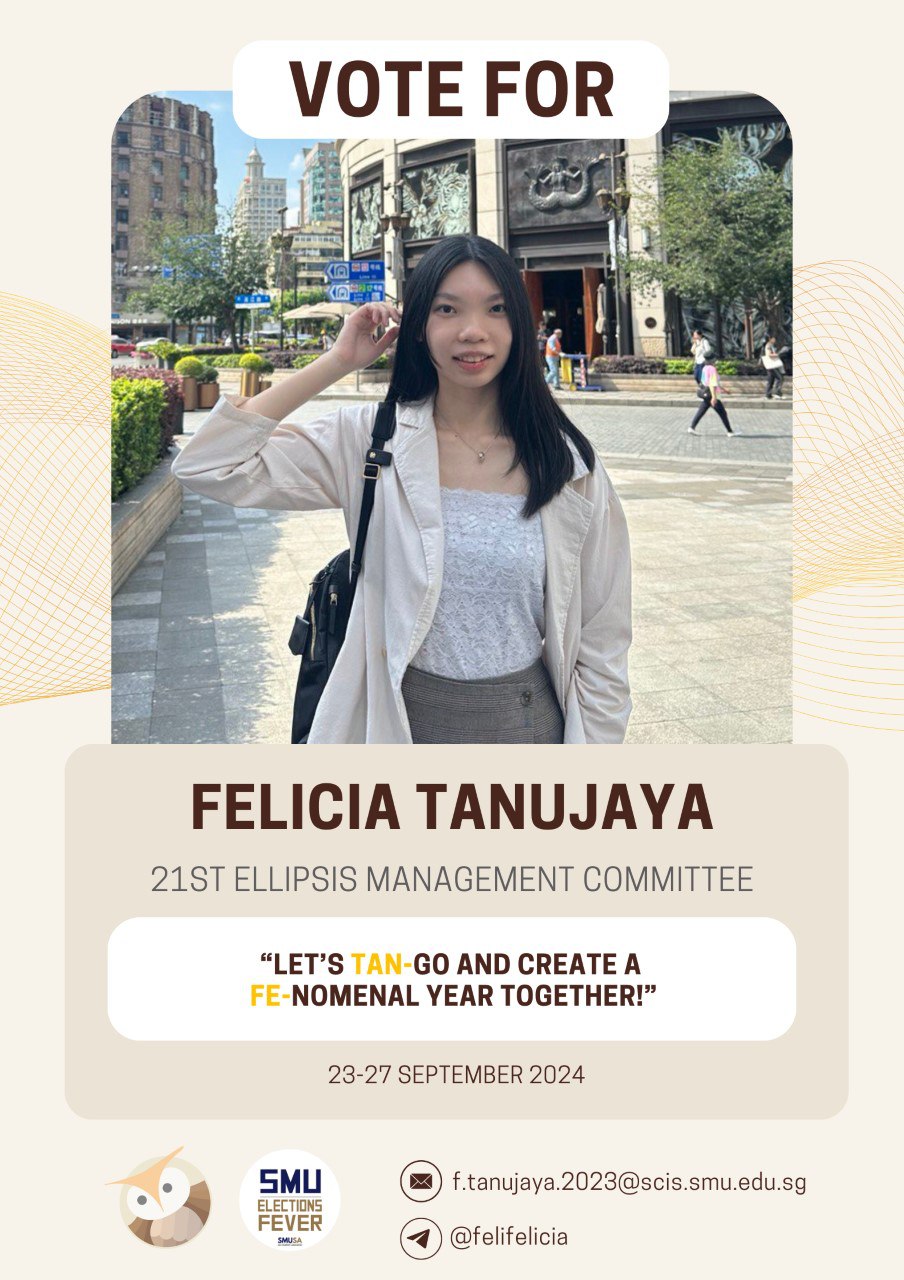 VOTE FOR
FELICIA TANUJAYA
21ST ELLIPSIS MANAGEMENT COMMITTEE
“LET’S TAN-GO AND CREATE A
FE-NOMENAL YEAR TOGETHER!”
23-27 SEPTEMBER 2024
SMU
ELECTIONS
FEVER
SMUSA
f.tanujaya.2023@scis.smu.edu.sg
@felifelicia